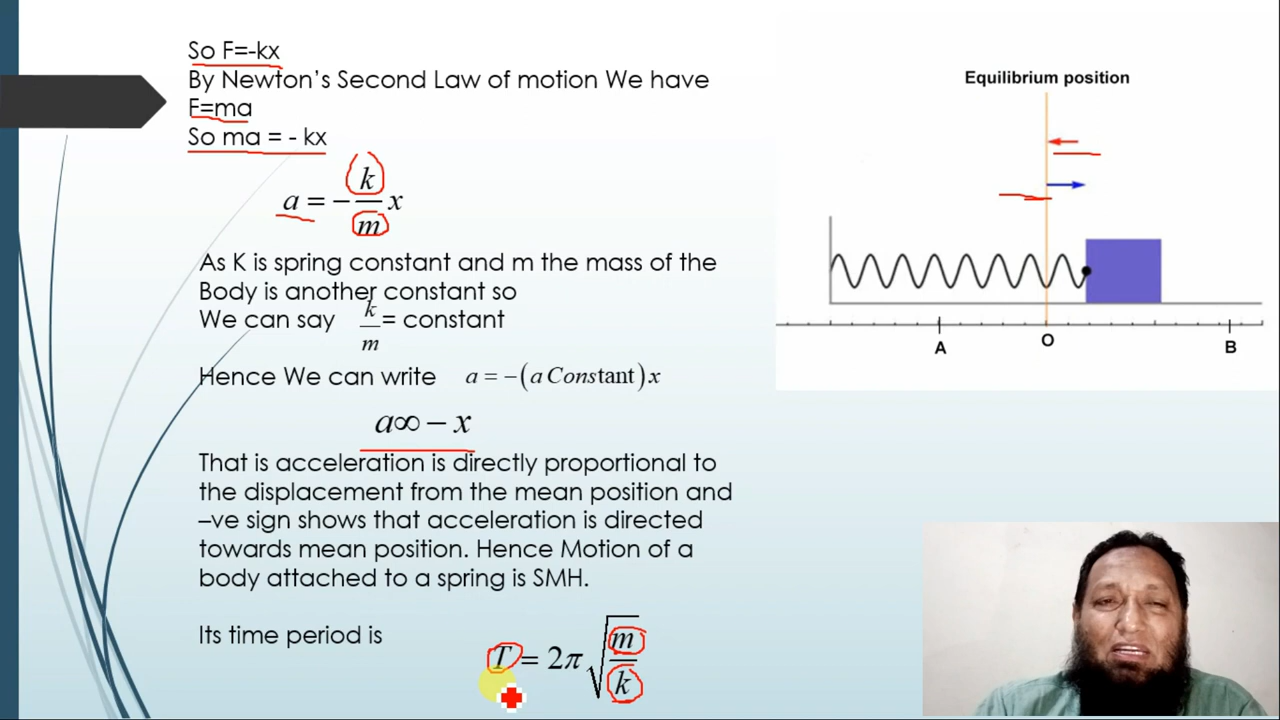 So F=-kx
By Newton's Second Law of motion We have
F=ma
So ma = - kx
a = - k/m x
As K is spring constant and m the mass of the
Body is another constant so
We can say k/m = constant
Hence We can write a = -(a Constant)x
a∞ - x
That is acceleration is directly proportional to
the displacement from the mean position and
–ve sign shows that acceleration is directed
towards mean position. Hence Motion of a
body attached to a spring is SMH.
Its time period is T = 2π√(m/k)
Equilibrium position
A O B